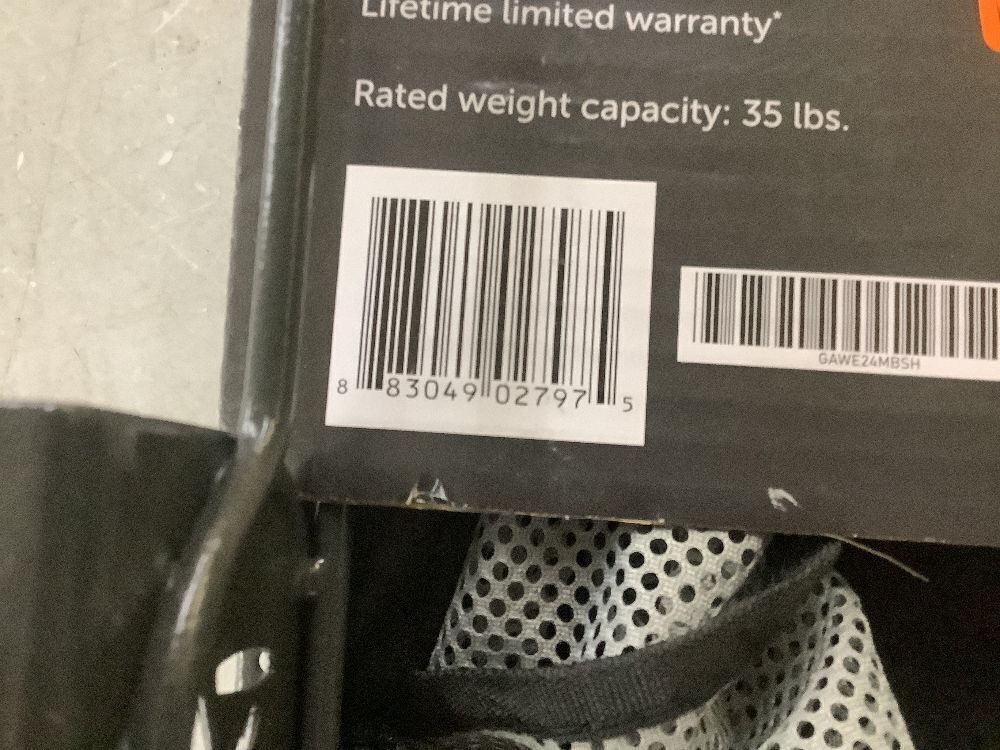 Lifetime limited warranty*
Rated weight capacity: 35 lbs.
8 83049 02797 5
GAWE24MBSH